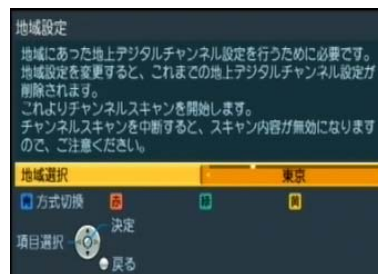 地域設定
地域にあった地上デジタルチャンネル設定を行うために必要です。
地域設定を変更すると、これまでの地上デジタルチャンネル設定が
削除されます。
これよりチャンネルスキャンを開始します。
チャンネルスキャンを中断すると、スキャン内容が無効になります
ので、ご注意ください。
地域選択 東京
青 方式切換 赤 緑 黄
決定
項目選択
戻る